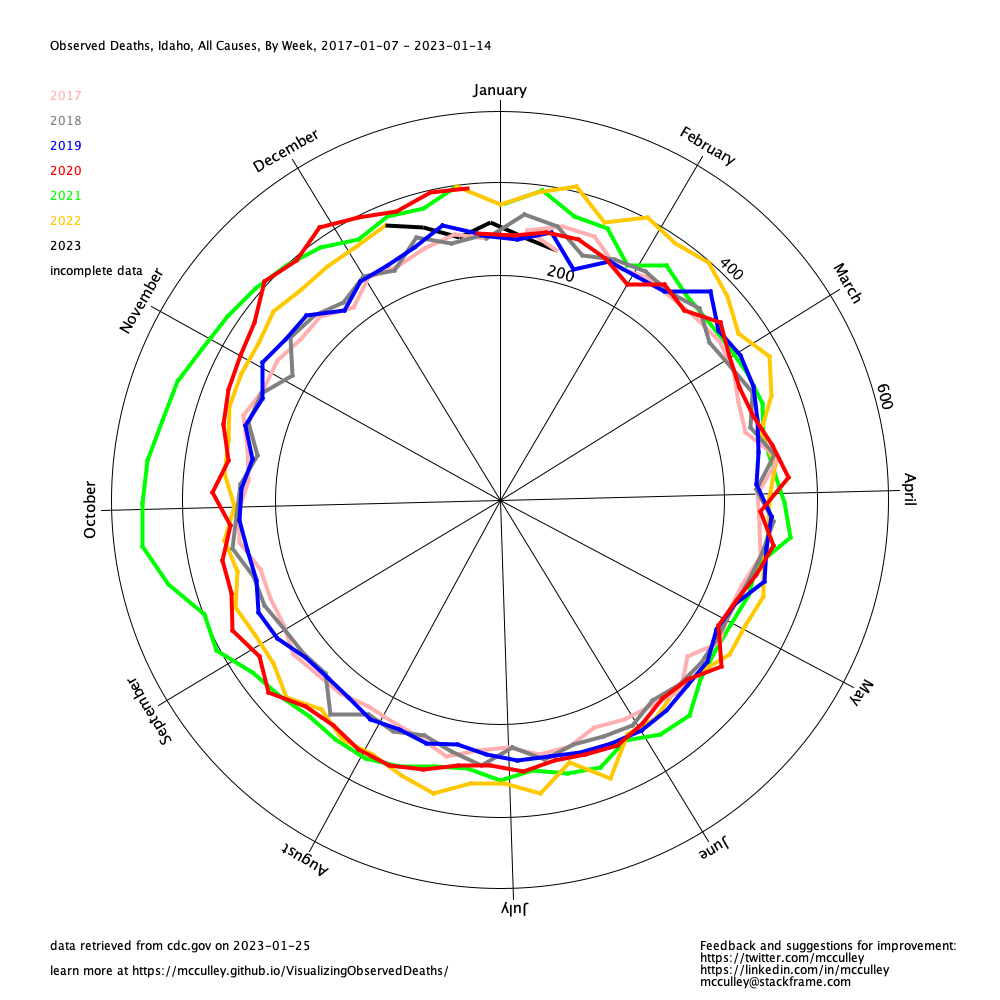 Observed Deaths, Idaho, All Causes, By Week, 2017-01-07 - 2023-01-14
January
2017
2018
2019
2020
2021
2022
2023
incomplete data
December
February
November
March
200
400
600
October
April
September
May
August
June
July
data retrieved from cdc.gov on 2023-01-25
learn more at https://mcculley.github.io/VisualizingObservedDeaths/
Feedback and suggestions for improvement:
https://twitter.com/mcculley
https://linkedin.com/in/mcculley
mcculley@stackframe.com